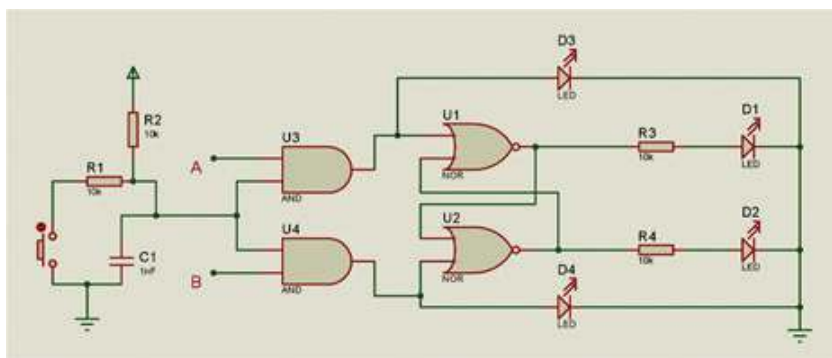 D3
LED
R2
10k
U3
U1
R3
10k
D1
LED
A
R1
10k
AND
NOR
U4
U2
R4
10k
D2
LED
C1
1nF
B
AND
NOR
D4
LED